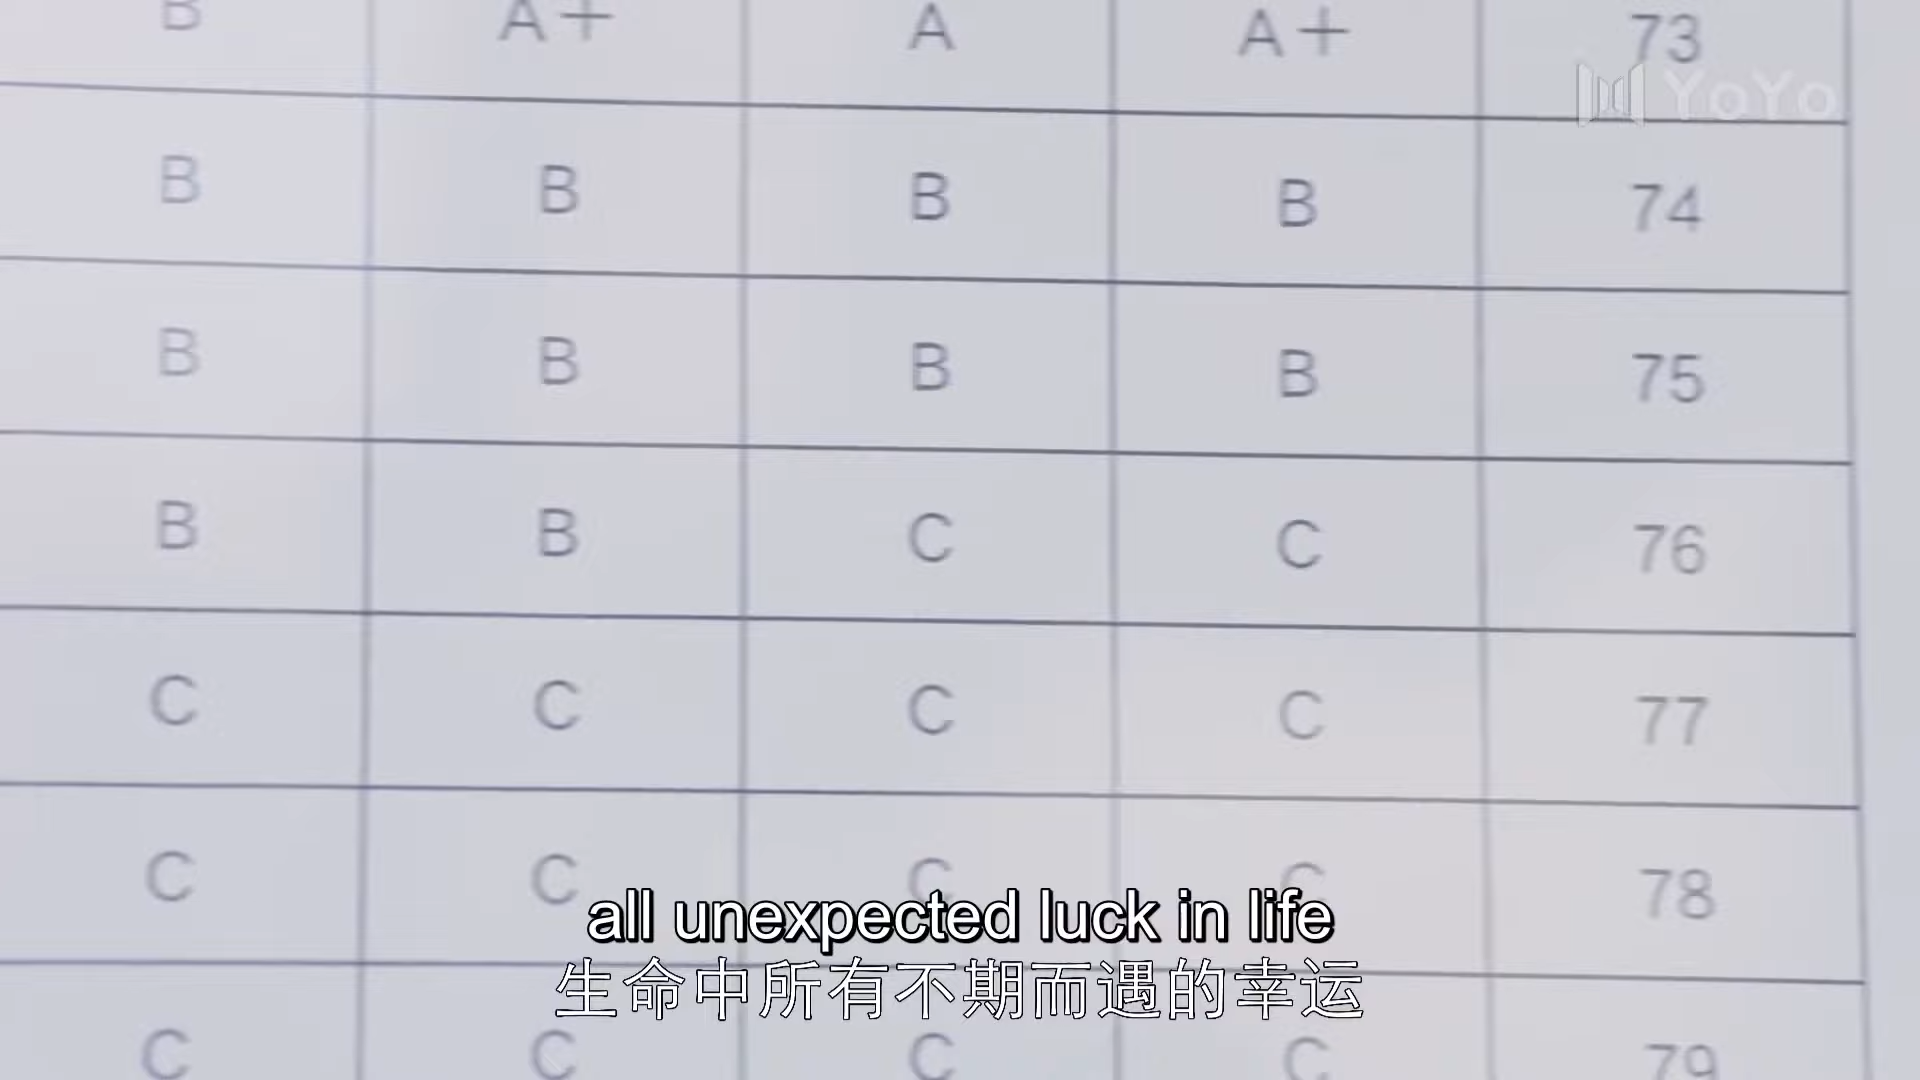 B A+ A A+ 73
YoYo
B B B B 74
B B B B 75
B B C C 76
C C C C 77
C C C C 78
all unexpected luck in life
生命中所有不期而遇的幸运
C C C C 79